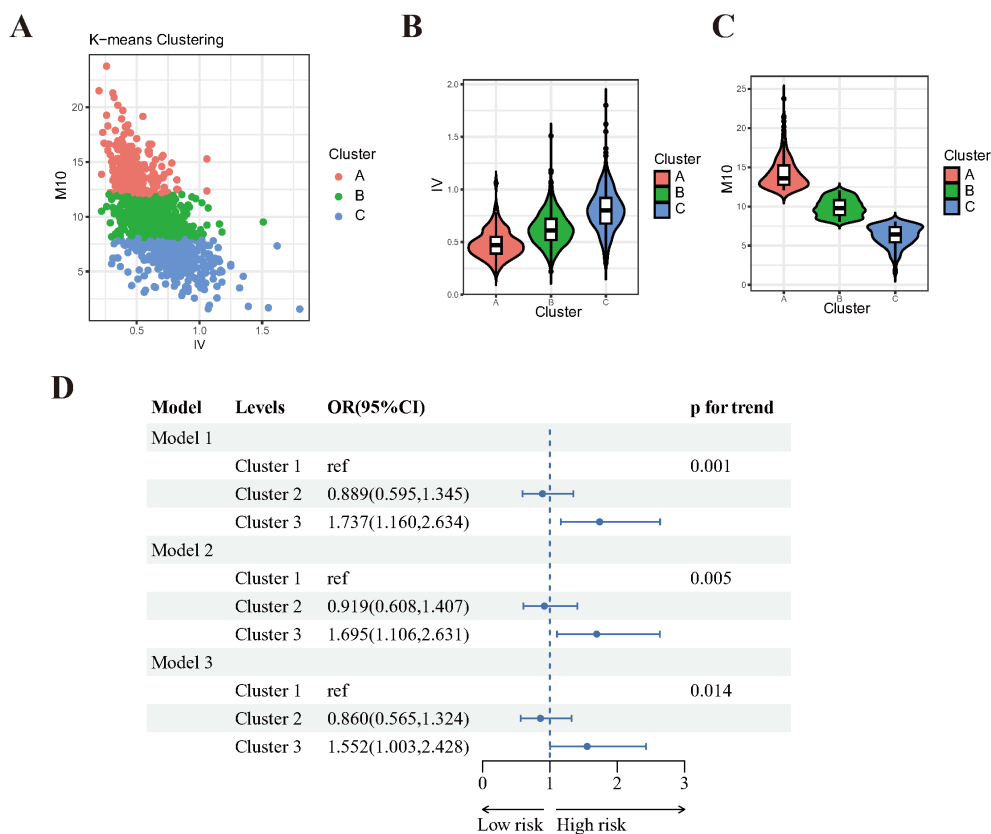 A
K-means Clustering
M10
20
15
10
5
0.5
1.0
1.5
IV
Cluster
A
B
C
B
IV
2.0
1.5
1.0
0.5
0.0
A
B
C
Cluster
Cluster
A
B
C
C
M10
25
20
15
10
5
0
A
B
C
Cluster
Cluster
A
B
C
D
Model Levels OR(95%CI) p for trend
Model 1
Cluster 1 ref 0.001
Cluster 2 0.889(0.595,1.345)
Cluster 3 1.737(1.160,2.634)
Model 2
Cluster 1 ref 0.005
Cluster 2 0.919(0.608,1.407)
Cluster 3 1.695(1.106,2.631)
Model 3
Cluster 1 ref 0.014
Cluster 2 0.860(0.565,1.324)
Cluster 3 1.552(1.003,2.428)
0 1 2 3
Low risk High risk